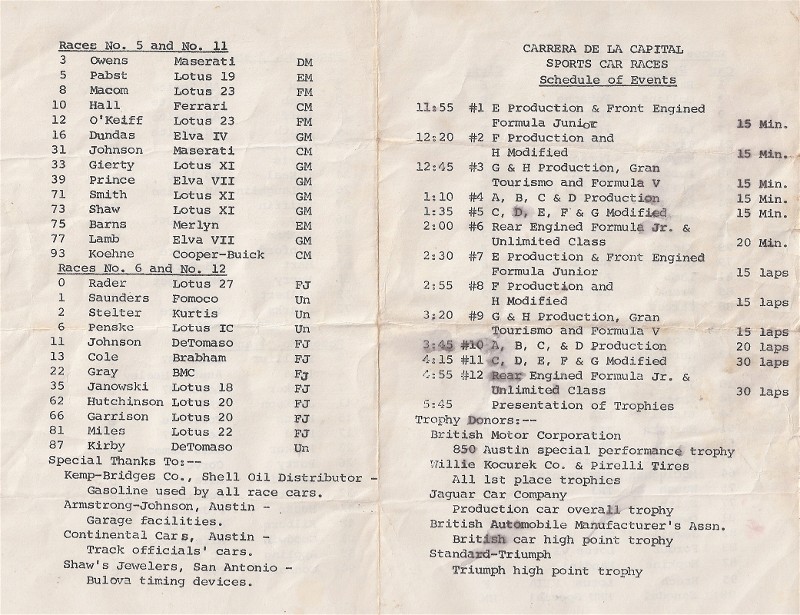 Races No. 5 and No. 11
3 Owens Maserati DM
5 Pabst Lotus 19 EM
8 Macom Lotus 23 FM
10 Hall Ferrari CM
12 O'Keiff Lotus 23 FM
16 Dundas Elva IV GM
31 Johnson Maserati CM
33 Gierty Lotus XI GM
39 Prince Elva VII GM
71 Smith Lotus XI GM
73 Shaw Lotus XI GM
75 Barns Merlyn EM
77 Lamb Elva VII GM
93 Koehne Cooper-Buick CM
Races No. 6 and No. 12
0 Rader Lotus 27 FJ
1 Saunders Fomoco Un
2 Stelter Kurtis Un
6 Penske Lotus IC Un
11 Johnson DeTomaso FJ
13 Cole Brabham FJ
22 Gray BMC FJ
35 Janowski Lotus 18 FJ
62 Hutchinson Lotus 20 FJ
66 Garrison Lotus 20 FJ
81 Miles Lotus 22 FJ
87 Kirby DeTomaso Un
Special Thanks To:--
Kemp-Bridges Co., Shell Oil Distributor -
Gasoline used by all race cars.
Armstrong-Johnson, Austin -
Garage facilities.
Continental Cars, Austin -
Track officials' cars.
Shaw's Jewelers, San Antonio -
Bulova timing devices.
CARRERA DE LA CAPITAL
SPORTS CAR RACES
Schedule of Events
11:55 #1 E Production & Front Engined
Formula Junior 15 Min.
12:20 #2 F Production and
H Modified 15 Min.
12:45 #3 G & H Production, Gran
Tourismo and Formula V 15 Min.
1:10 #4 A, B, C & D Production 15 Min.
1:35 #5 C, D, E, F & G Modified 15 Min.
2:00 #6 Rear Engined Formula Jr. &
Unlimited Class 20 Min.
2:30 #7 E Production & Front Engined
Formula Junior 15 laps
2:55 #8 F Production and
H Modified 15 laps
3:20 #9 G & H Production, Gran
Tourismo and Formula V 15 laps
3:45 #10 A, B, C, & D Production 20 laps
4:15 #11 C, D, E, F & G Modified 30 laps
4:55 #12 Rear Engined Formula Jr. &
Unlimited Class 30 laps
5:45 Presentation of Trophies
Trophy Donors:--
British Motor Corporation
850 Austin special performance trophy
Willie Kocurek Co. & Pirelli Tires
All 1st place trophies
Jaguar Car Company
Production car overall trophy
British Automobile Manufacturer's Assn.
British car high point trophy
Standard-Triumph
Triumph high point trophy